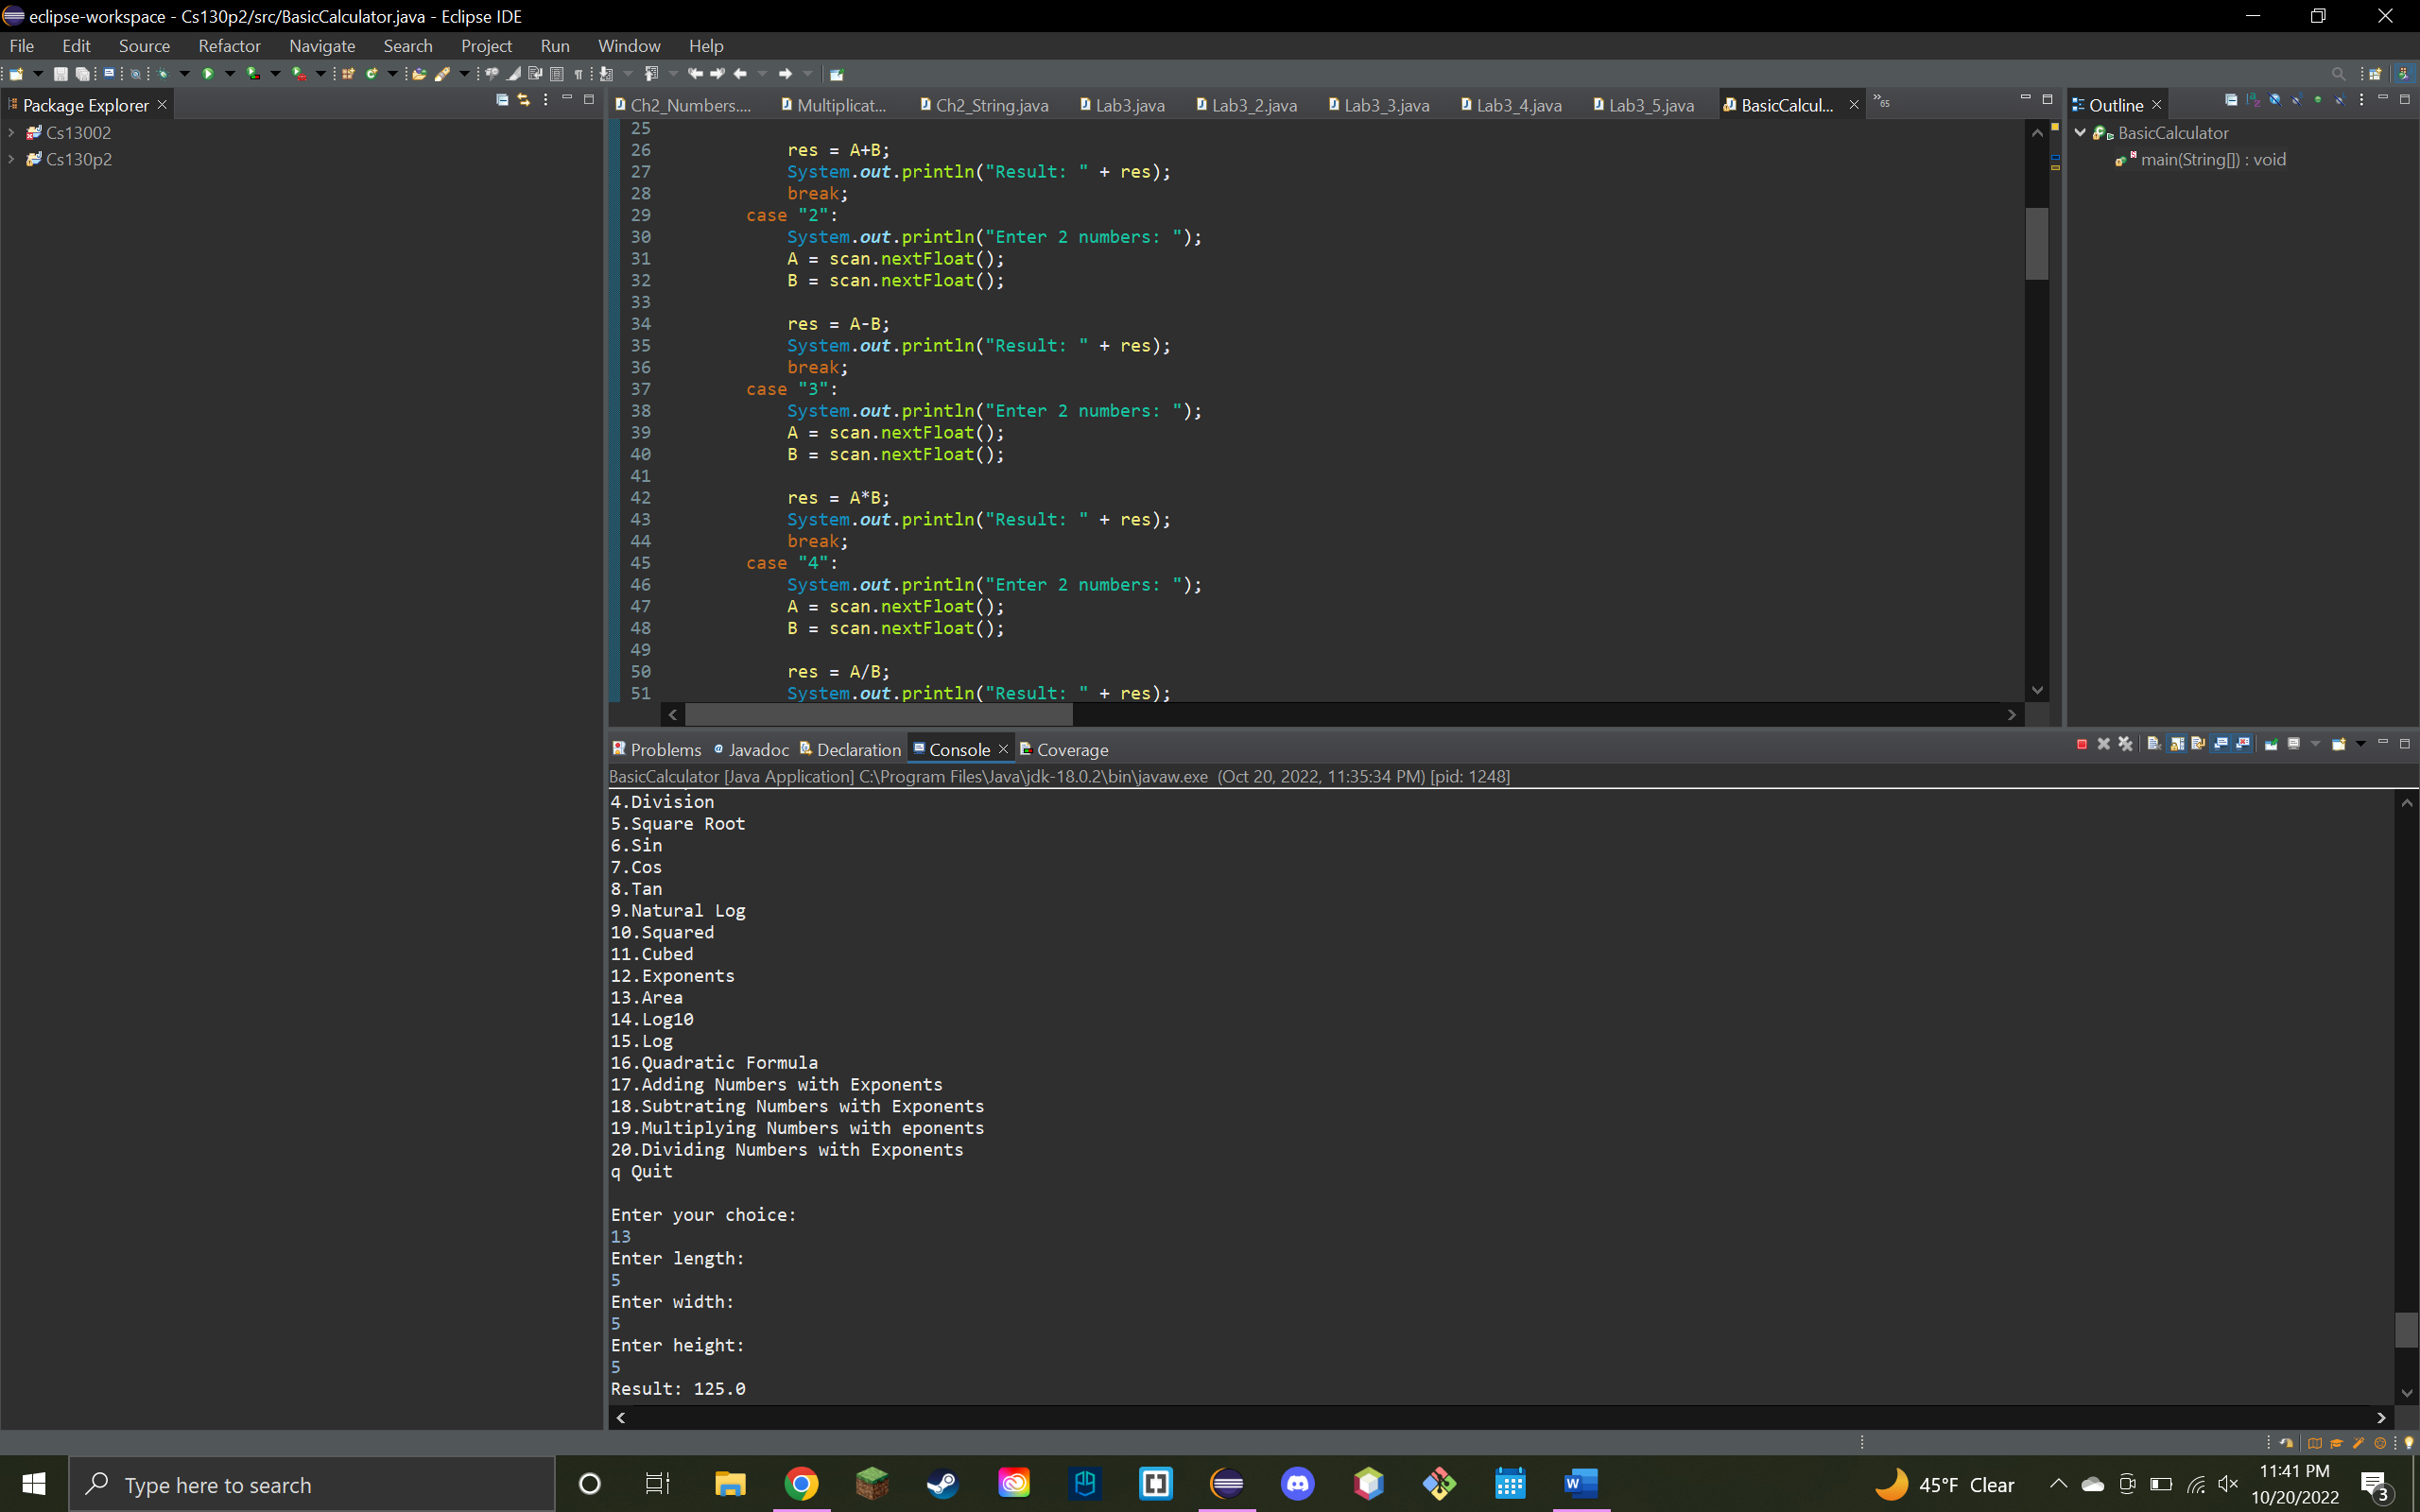 eclipse-workspace - Cs130p2/src/BasicCalculator.java - Eclipse IDE
File Edit Source Refactor Navigate Search Project Run Window Help
Package Explorer
Cs13002
Cs130p2
Ch2_Numbers.... Multiplicat... Ch2_String.java Lab3.java Lab3_2.java Lab3_3.java Lab3_4.java Lab3_5.java BasicCalcul... »65
25
26 res = A+B;
27 System.out.println("Result: " + res);
28 break;
29 case "2":
30 System.out.println("Enter 2 numbers: ");
31 A = scan.nextFloat();
32 B = scan.nextFloat();
33
34 res = A-B;
35 System.out.println("Result: " + res);
36 break;
37 case "3":
38 System.out.println("Enter 2 numbers: ");
39 A = scan.nextFloat();
40 B = scan.nextFloat();
41
42 res = A*B;
43 System.out.println("Result: " + res);
44 break;
45 case "4":
46 System.out.println("Enter 2 numbers: ");
47 A = scan.nextFloat();
48 B = scan.nextFloat();
49
50 res = A/B;
51 System.out.println("Result: " + res);
Outline
BasicCalculator
main(String[]) : void
Problems Javadoc Declaration Console Coverage
BasicCalculator [Java Application] C:\Program Files\Java\jdk-18.0.2\bin\javaw.exe (Oct 20, 2022, 11:35:34 PM) [pid: 1248]
4.Division
5.Square Root
6.Sin
7.Cos
8.Tan
9.Natural Log
10.Squared
11.Cubed
12.Exponents
13.Area
14.Log10
15.Log
16.Quadratic Formula
17.Adding Numbers with Exponents
18.Subtrating Numbers with Exponents
19.Multiplying Numbers with eponents
20.Dividing Numbers with Exponents
q Quit
Enter your choice:
13
Enter length:
5
Enter width:
5
Enter height:
5
Result: 125.0
Type here to search
45°F Clear
11:41 PM
10/20/2022
3